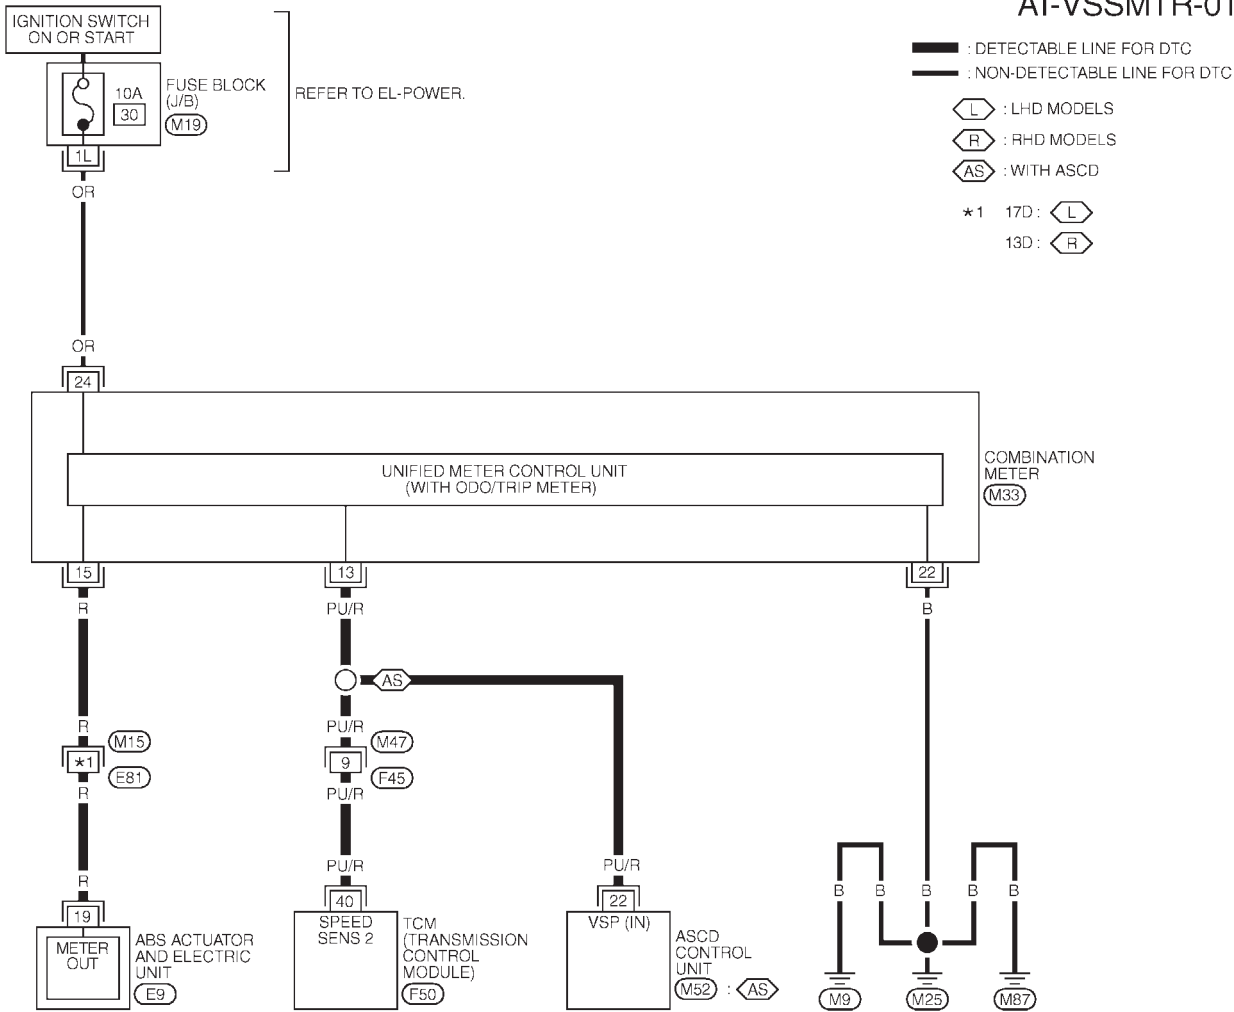 AT-VSSMTR-01
IGNITION SWITCH
ON OR START
10A
30
FUSE BLOCK
(J/B)
M19
REFER TO EL-POWER.
1L
OR
OR
24
: DETECTABLE LINE FOR DTC
: NON-DETECTABLE LINE FOR DTC
L : LHD MODELS
R : RHD MODELS
AS : WITH ASCD
*1 17D : L
13D : R
UNIFIED METER CONTROL UNIT
(WITH ODO/TRIP METER)
COMBINATION
METER
M33
15
13
22
R
PU/R
B
AS
R
PU/R
M15
M47
*1
9
E81
F45
R
PU/R
R
PU/R
PU/R
B
B
B
B
B
19
40
22
METER
OUT
ABS ACTUATOR
AND ELECTRIC
UNIT
E9
SPEED
SENS 2
TCM
(TRANSMISSION
CONTROL
MODULE)
F50
VSP (IN)
ASCD
CONTROL
UNIT
M52 : AS
M9
M25
M87